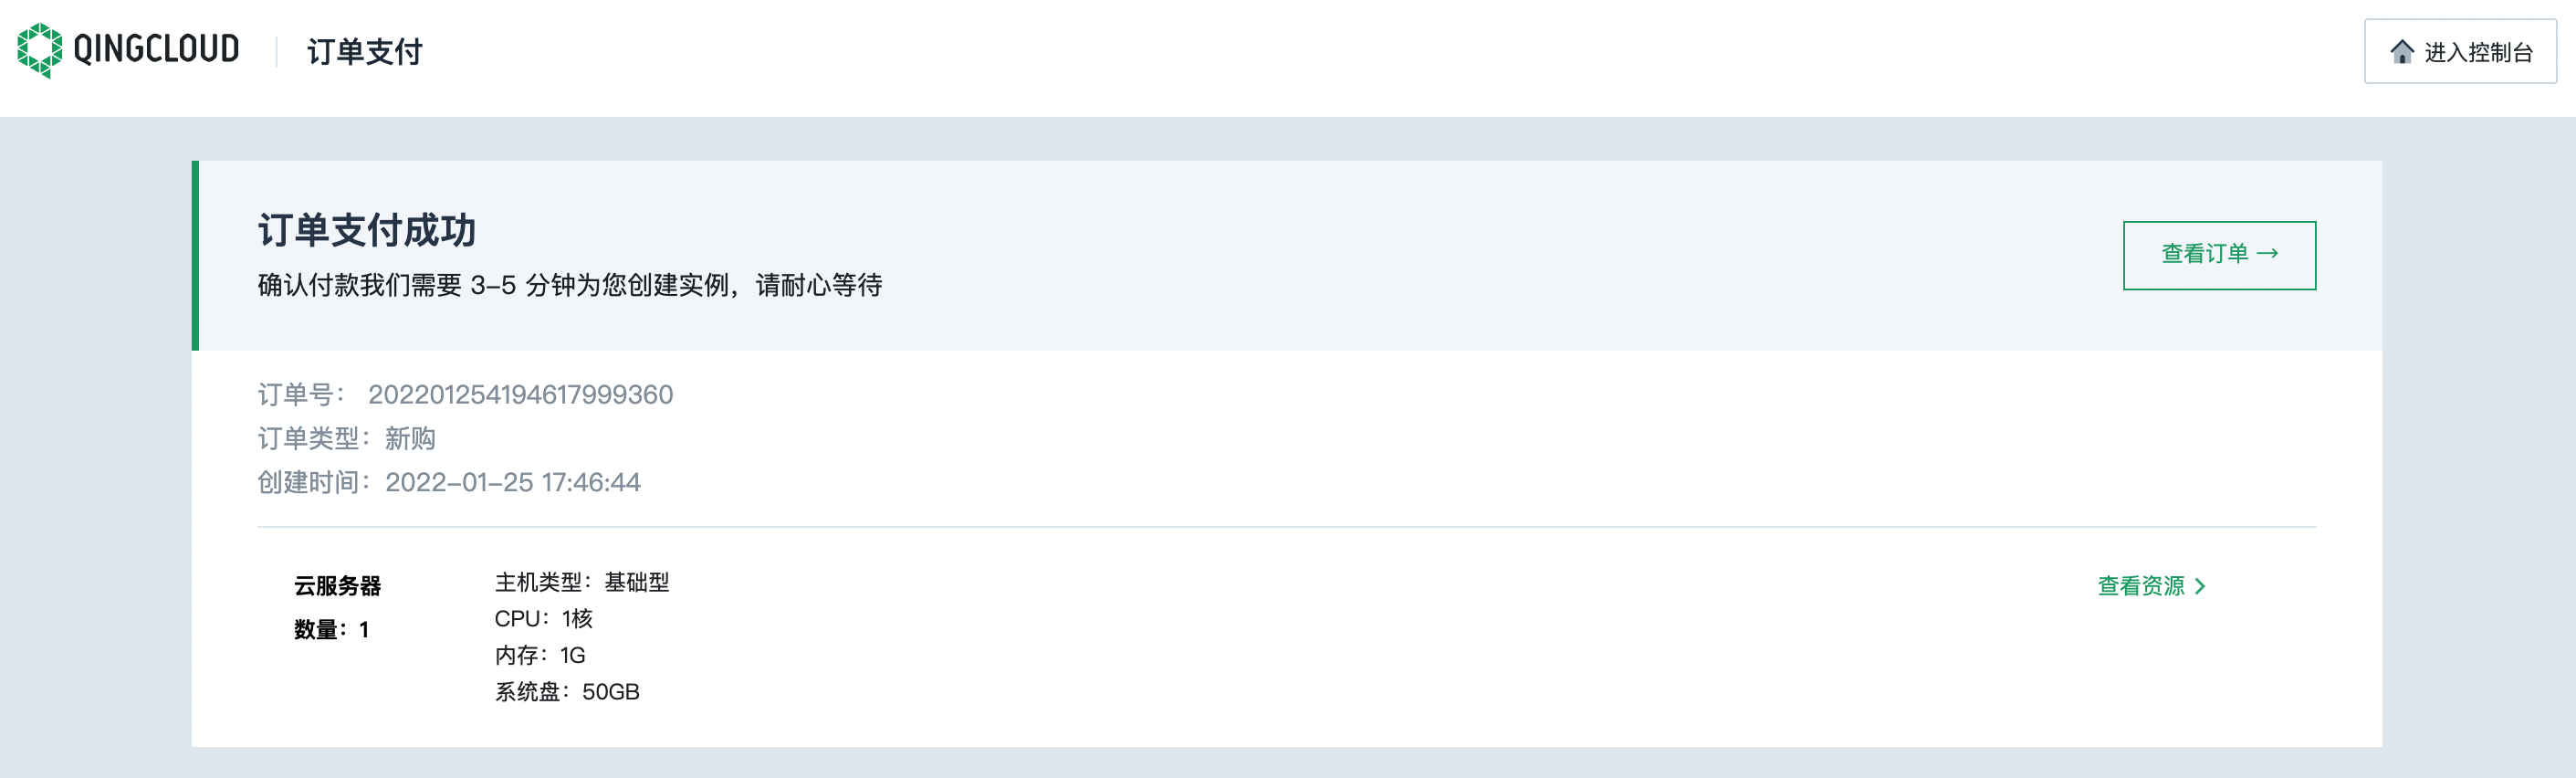 QINGCLOUD
订单支付
进入控制台
订单支付成功
确认付款我们需要 3–5 分钟为您创建实例，请耐心等待
查看订单 →
订单号： 202201254194617999360
订单类型：新购
创建时间：2022–01–25 17:46:44
云服务器
数量：1
主机类型：基础型
CPU：1核
内存：1G
系统盘：50GB
查看资源 >